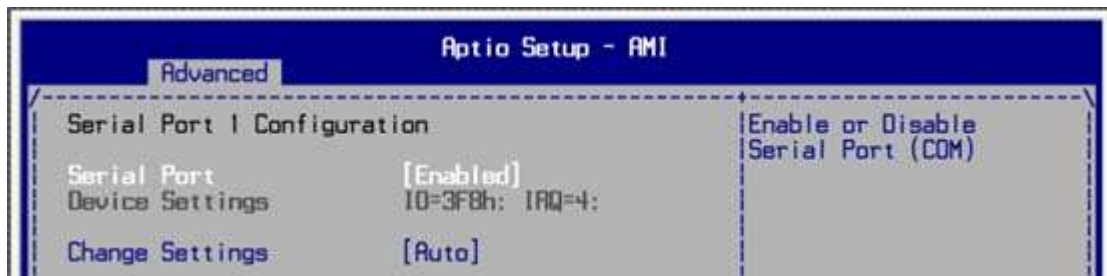 Aptio Setup - AMI
Advanced
Serial Port 1 Configuration
Enable or Disable
Serial Port (COM)
Serial Port [Enabled]
Device Settings IO=3F8h; IRQ=4;
Change Settings [Auto]